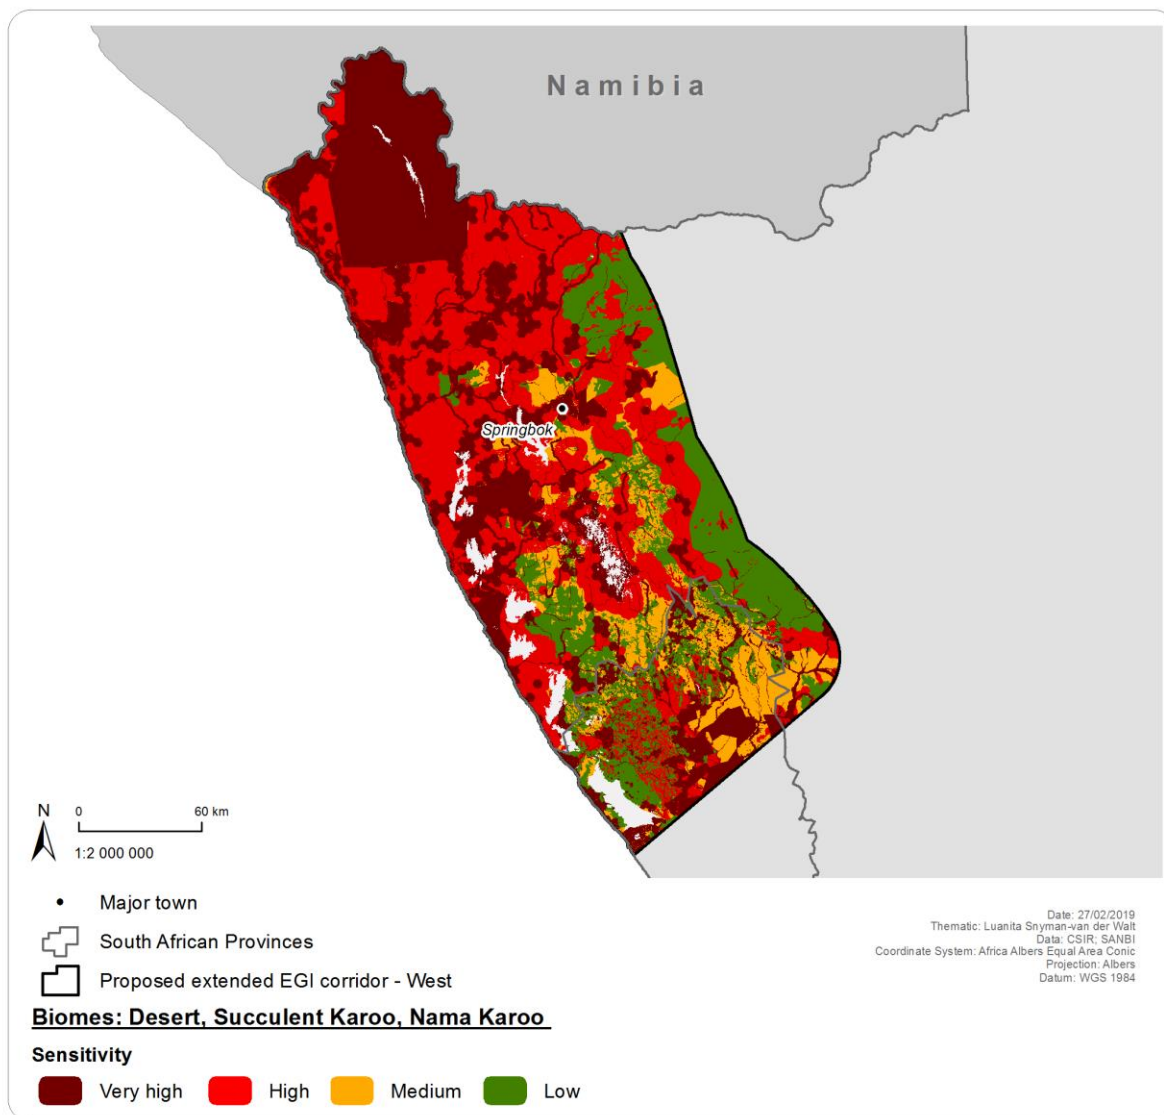 Namibia
Springbok
N
0 60 km
1:2 000 000
Major town
South African Provinces
Proposed extended EGI corridor - West
Date: 27/02/2019
Thematic: Luanita Snyman-van der Walt
Data: CSIR; SANBI
Coordinate System: Africa Albers Equal Area Conic
Projection: Albers
Datum: WGS 1984
Biomes: Desert, Succulent Karoo, Nama Karoo
Sensitivity
Very high High Medium Low